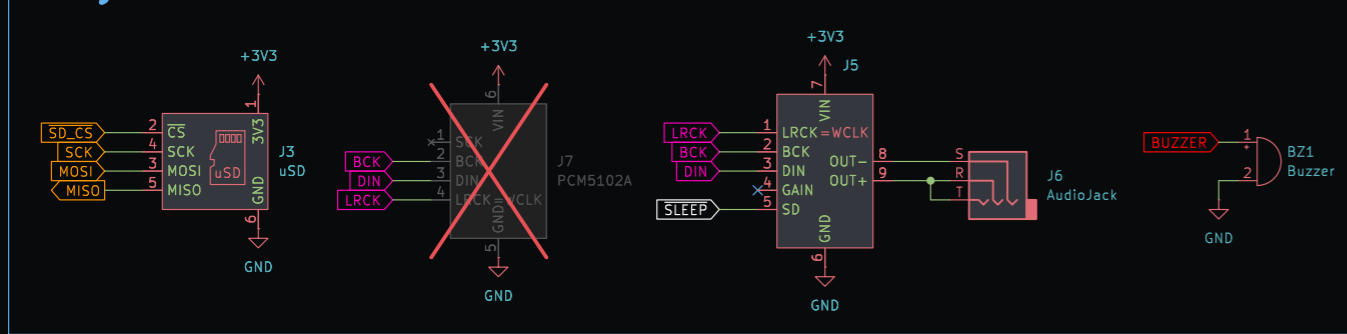 +3V3
1
SD_CS 2 CS 3V3
SCK 4 SCK
MOSI 3 MOSI uSD
MISO 5 MISO GND
J3
uSD
6
GND
+3V3
6
VIN
1 SCK
BCK 2 BCK
DIN 3 DIN
LRCK 4 LRCK=WCLK
GND
J7
PCM5102A
5
GND
+3V3
J5
7
VIN
LRCK 1 LRCK=WCLK
BCK 2 BCK
DIN 3 DIN
4 GAIN
SLEEP 5 SD
OUT- 8
OUT+ 9
GND
6
GND
S
R
T
J6
AudioJack
BUZZER 1
+
2
BZ1
Buzzer
GND